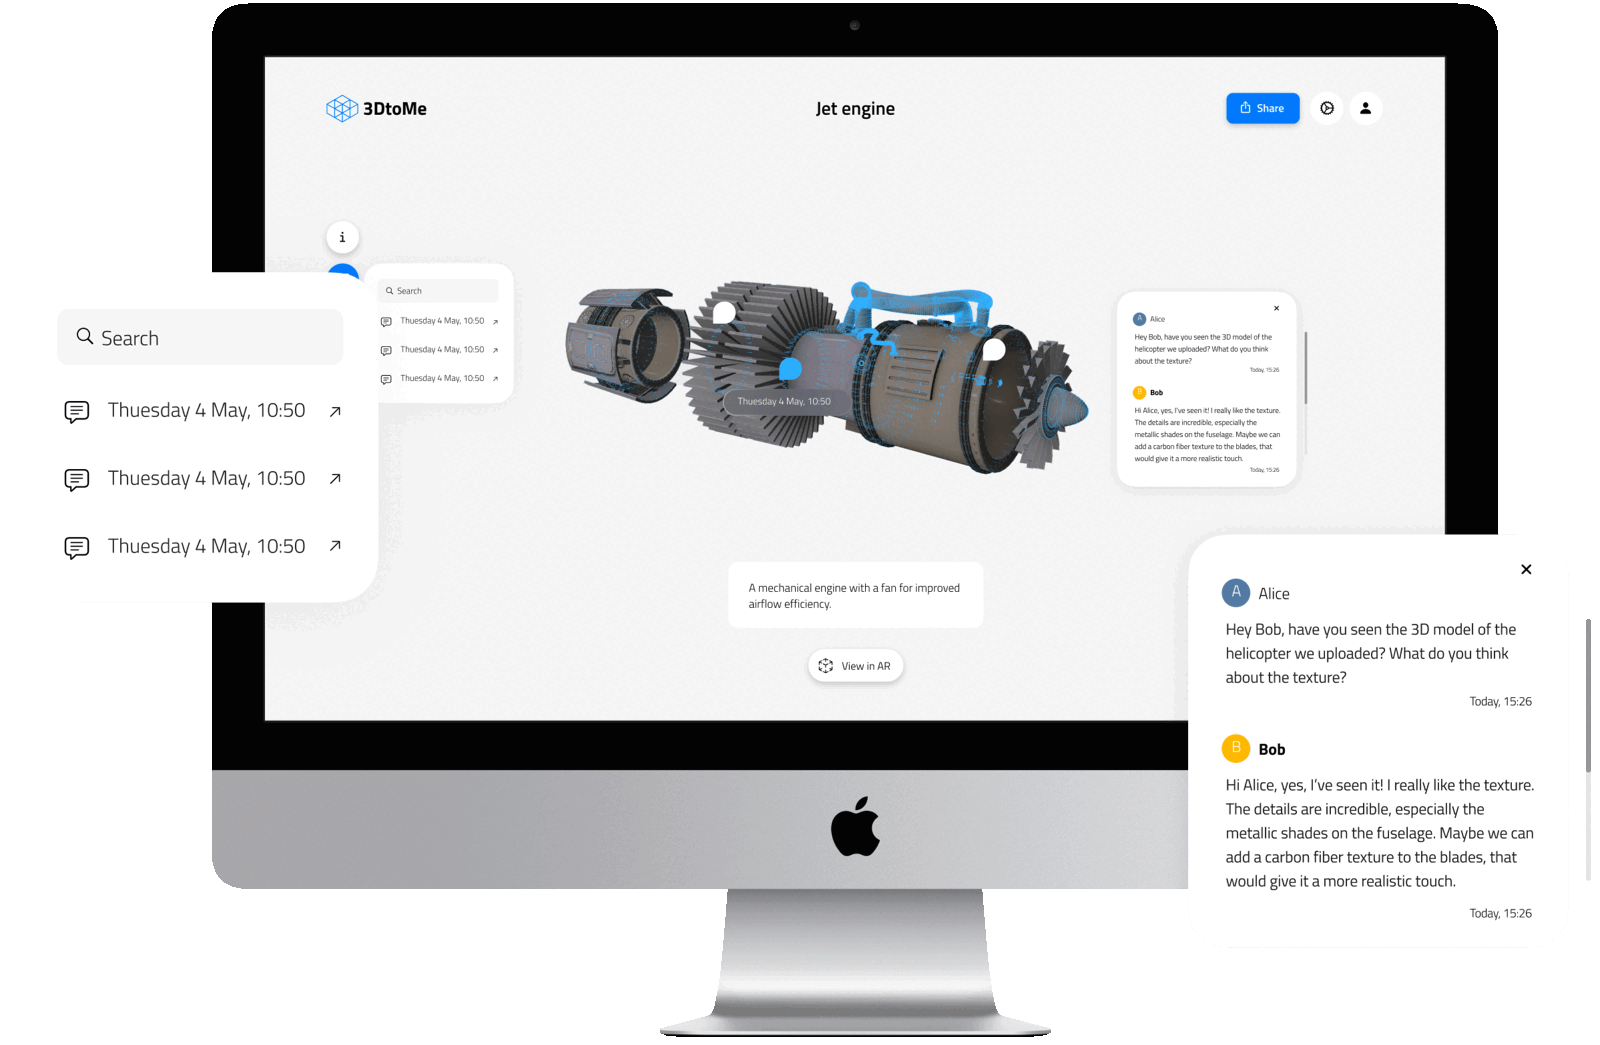 3DtoMe
Jet engine
Share
i
Search
Thuesday 4 May, 10:50
Thuesday 4 May, 10:50
Thuesday 4 May, 10:50
Search
Thuesday 4 May, 10:50
Thuesday 4 May, 10:50
Thuesday 4 May, 10:50
Thuesday 4 May, 10:50
A Alice
Hey Bob, have you seen the 3D model of the
helicopter we uploaded? What do you think
about the texture?
Today, 15:26
B Bob
Hi Alice, yes, I've seen it! I really like the texture.
The details are incredible, especially the
metallic shades on the fuselage. Maybe we can
add a carbon fiber texture to the blades, that
would give it a more realistic touch.
Today, 15:26
A mechanical engine with a fan for improved
airflow efficiency.
View in AR
A Alice
Hey Bob, have you seen the 3D model of the
helicopter we uploaded? What do you think
about the texture?
Today, 15:26
B Bob
Hi Alice, yes, I've seen it! I really like the texture.
The details are incredible, especially the
metallic shades on the fuselage. Maybe we can
add a carbon fiber texture to the blades, that
would give it a more realistic touch.
Today, 15:26